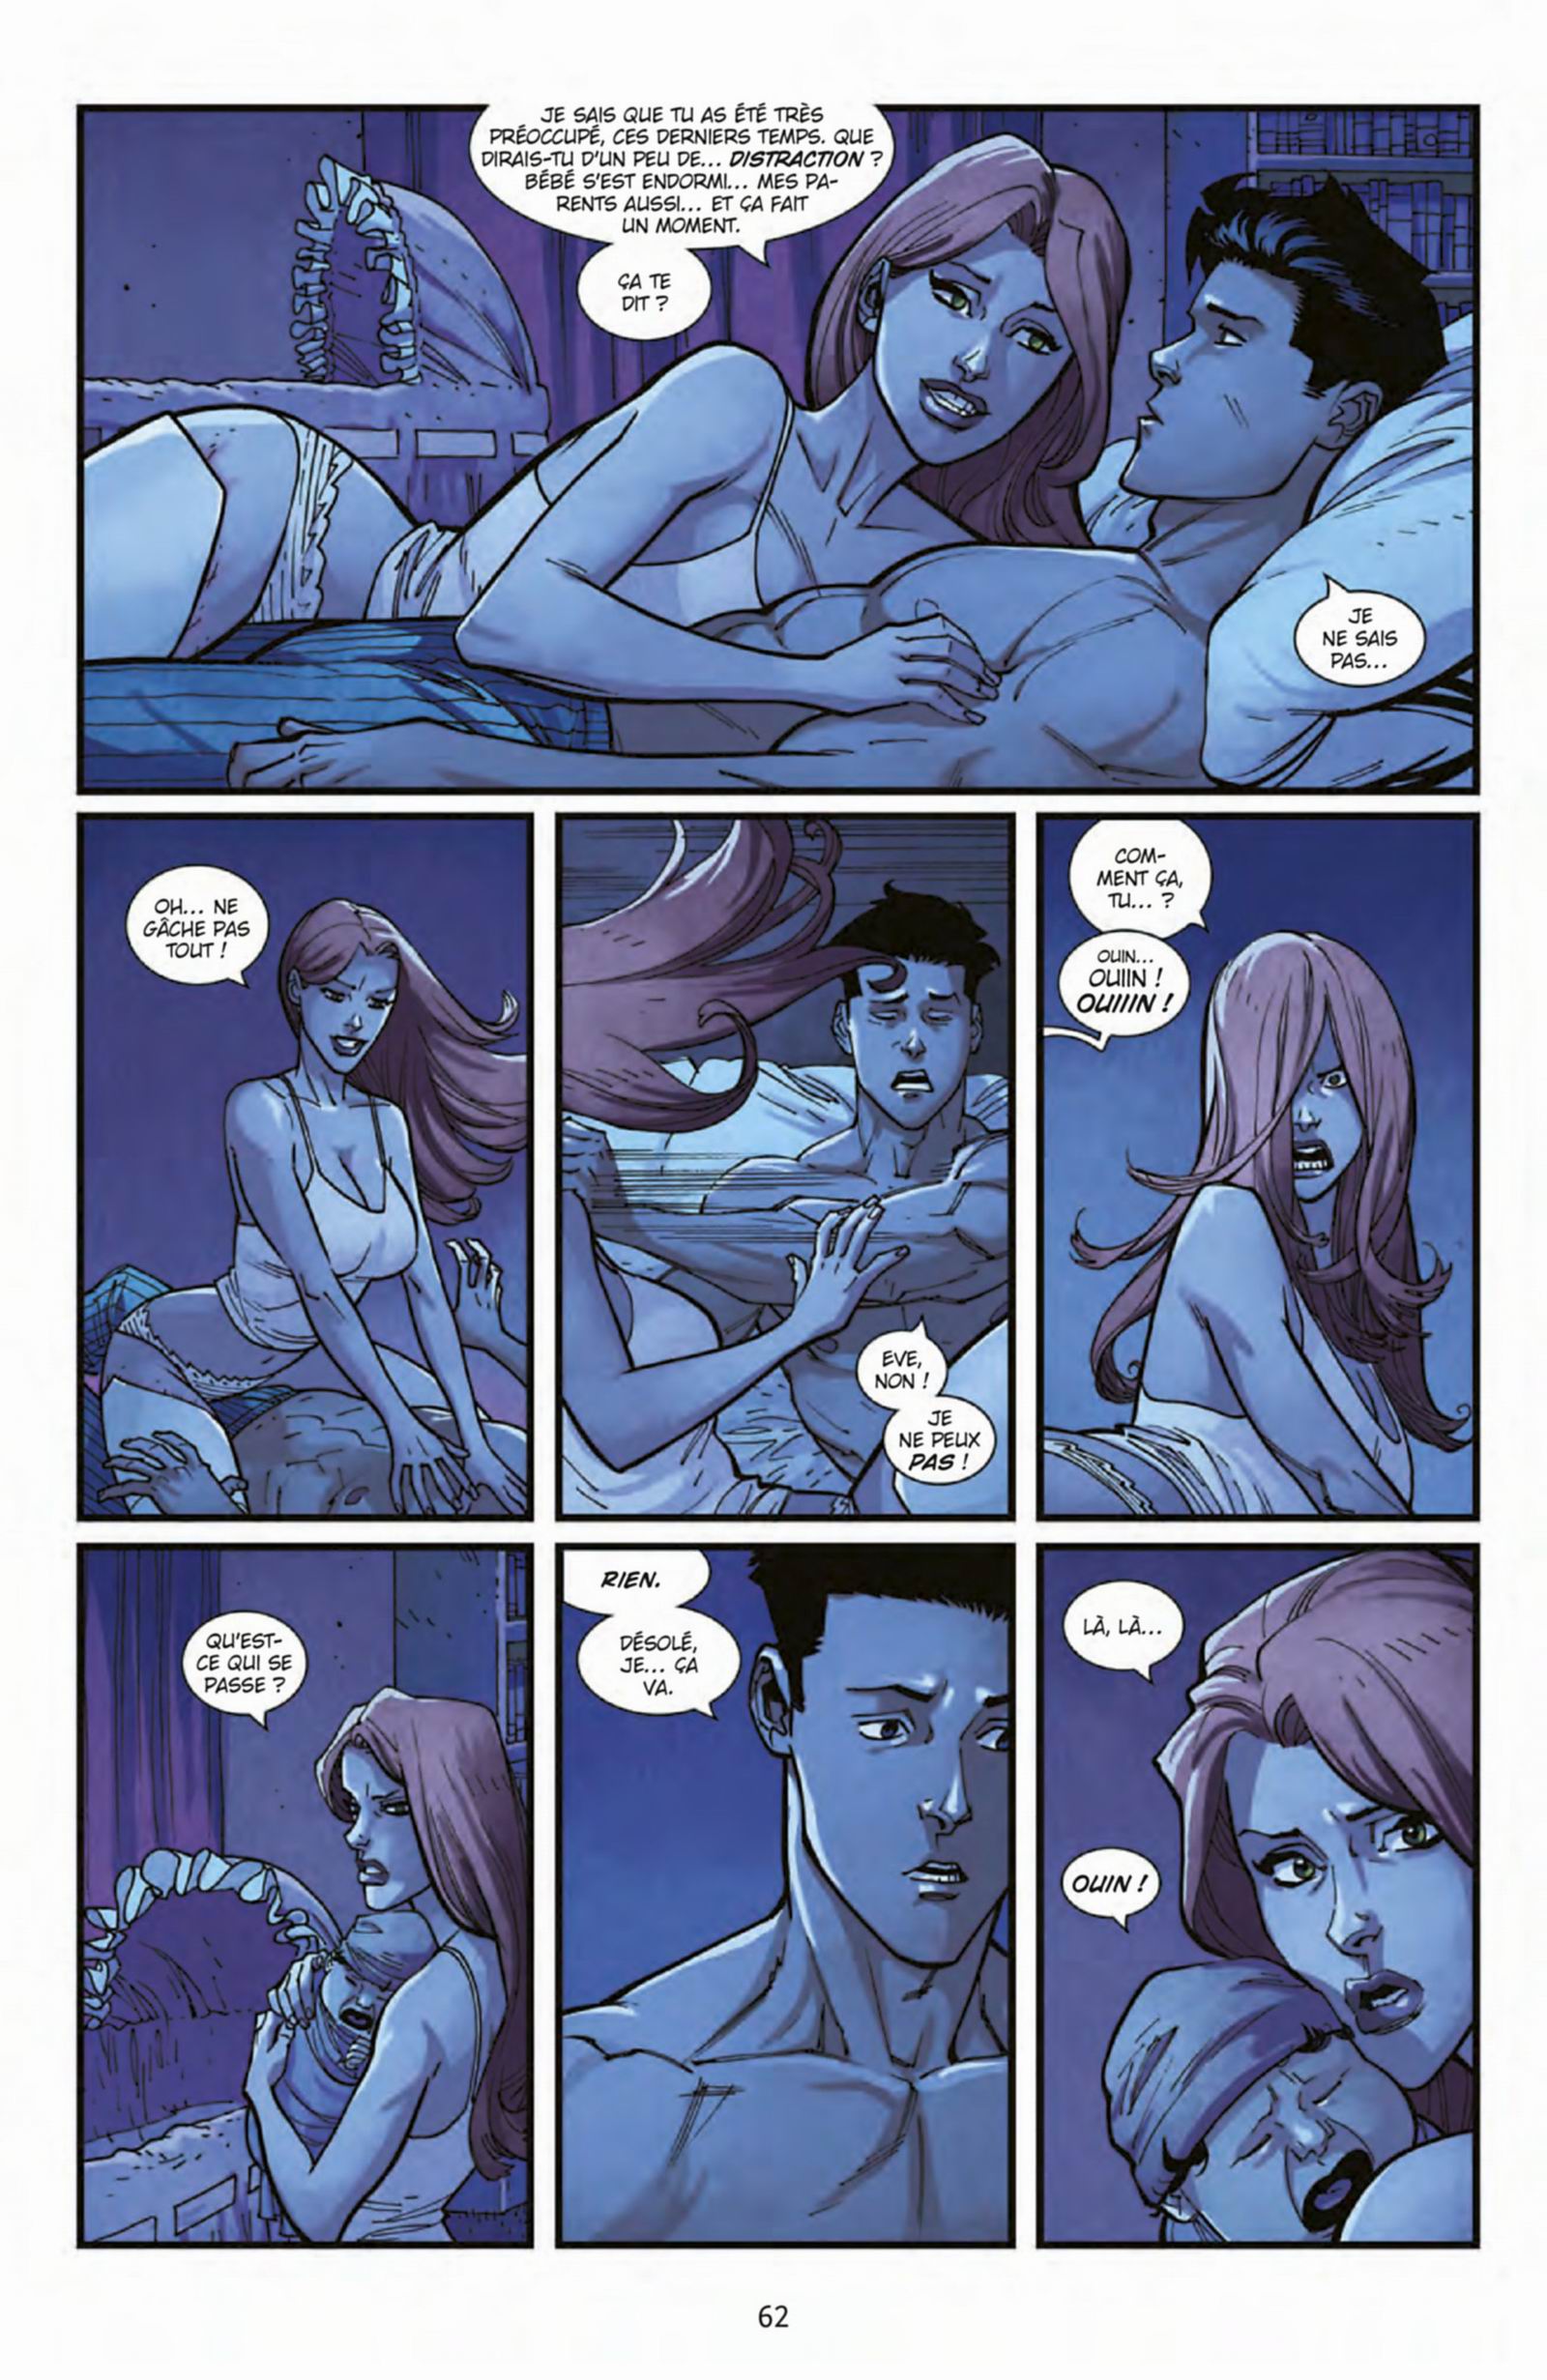 JE SAIS QUE TU AS ÉTÉ TRÈS
PRÉOCCUPÉ, CES DERNIERS TEMPS. QUE
DIRAIS-TU D'UN PEU DE... DISTRACTION ?
BÉBÉ S'EST ENDORMI... MES PA-
RENTS AUSSI... ET ÇA FAIT
UN MOMENT.
ÇA TE
DIT ?
JE
NE SAIS
PAS...
OH... NE
GÂCHE PAS
TOUT !
EVE,
NON !
JE
NE PEUX
PAS !
COM-
MENT ÇA,
TU... ?
OUIN...
OUIIN !
OUIIIN !
QU'EST-
CE QUI SE
PASSE ?
RIEN.
DÉSOLÉ,
JE... ÇA
VA.
LÀ, LÀ...
OUIN !
62